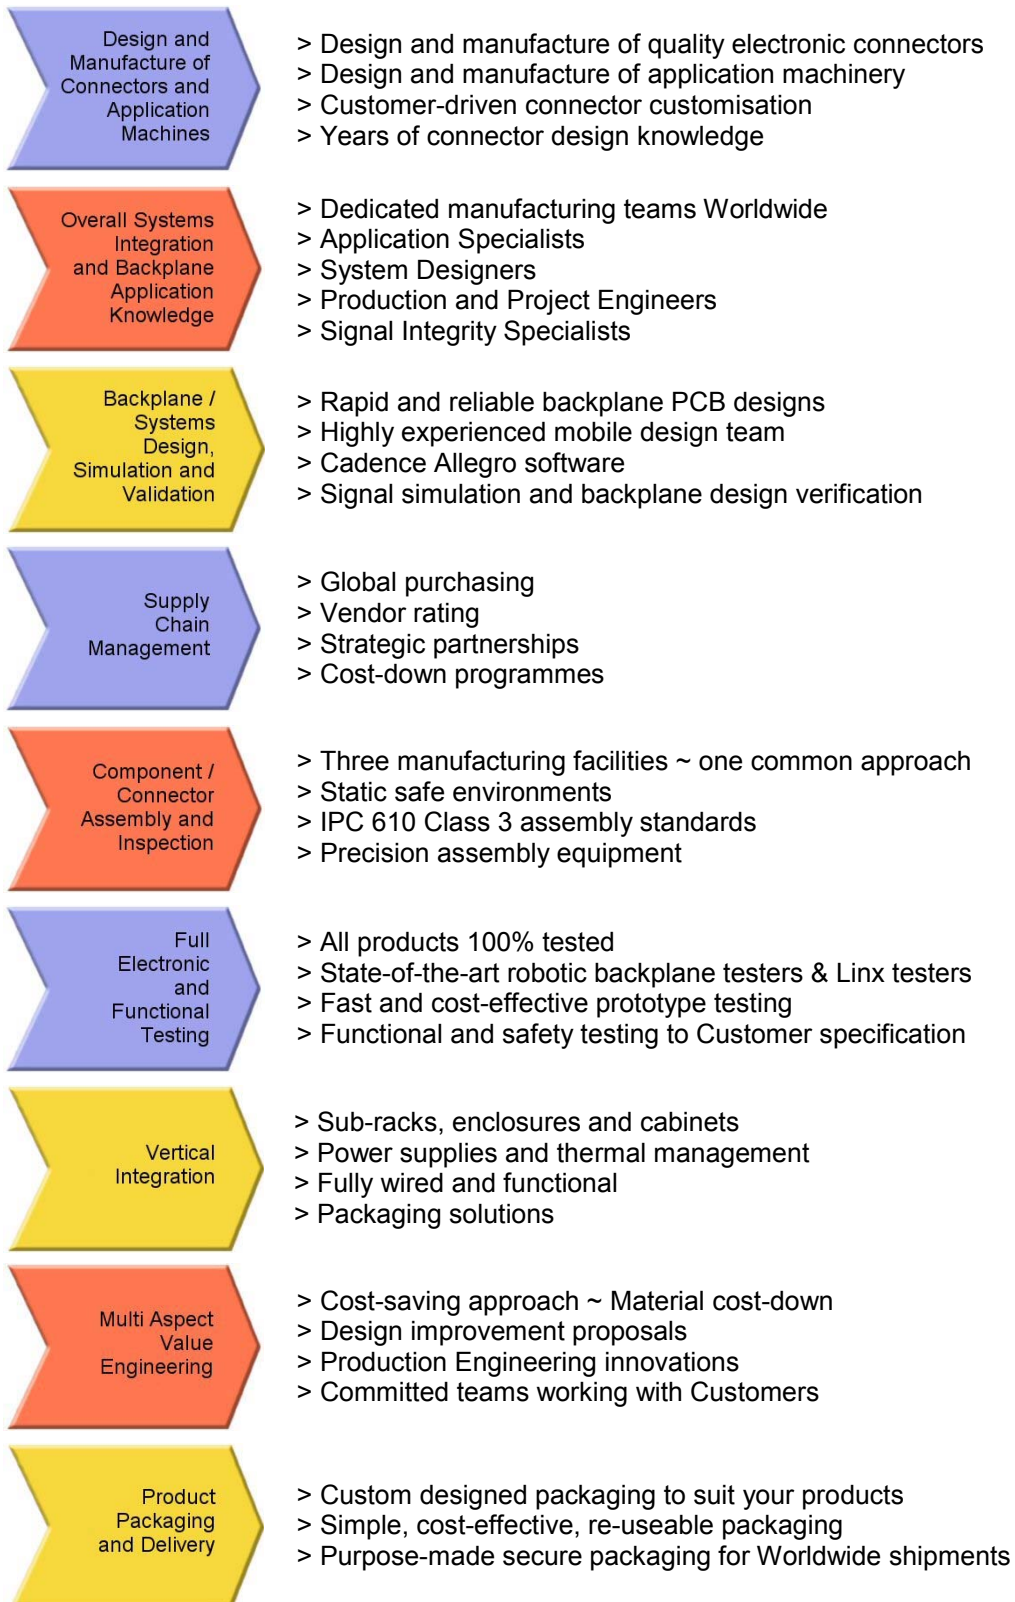 Design and
Manufacture of
Connectors and
Application
Machines
> Design and manufacture of quality electronic connectors
> Design and manufacture of application machinery
> Customer-driven connector customisation
> Years of connector design knowledge
Overall Systems
Integration
and Backplane
Application
Knowledge
> Dedicated manufacturing teams Worldwide
> Application Specialists
> System Designers
> Production and Project Engineers
> Signal Integrity Specialists
Backplane /
Systems
Design,
Simulation and
Validation
> Rapid and reliable backplane PCB designs
> Highly experienced mobile design team
> Cadence Allegro software
> Signal simulation and backplane design verification
Supply
Chain
Management
> Global purchasing
> Vendor rating
> Strategic partnerships
> Cost-down programmes
Component /
Connector
Assembly and
Inspection
> Three manufacturing facilities ~ one common approach
> Static safe environments
> IPC 610 Class 3 assembly standards
> Precision assembly equipment
Full
Electronic
and
Functional
Testing
> All products 100% tested
> State-of-the-art robotic backplane testers & Linx testers
> Fast and cost-effective prototype testing
> Functional and safety testing to Customer specification
Vertical
Integration
> Sub-racks, enclosures and cabinets
> Power supplies and thermal management
> Fully wired and functional
> Packaging solutions
Multi Aspect
Value
Engineering
> Cost-saving approach ~ Material cost-down
> Design improvement proposals
> Production Engineering innovations
> Committed teams working with Customers
Product
Packaging
and Delivery
> Custom designed packaging to suit your products
> Simple, cost-effective, re-useable packaging
> Purpose-made secure packaging for Worldwide shipments